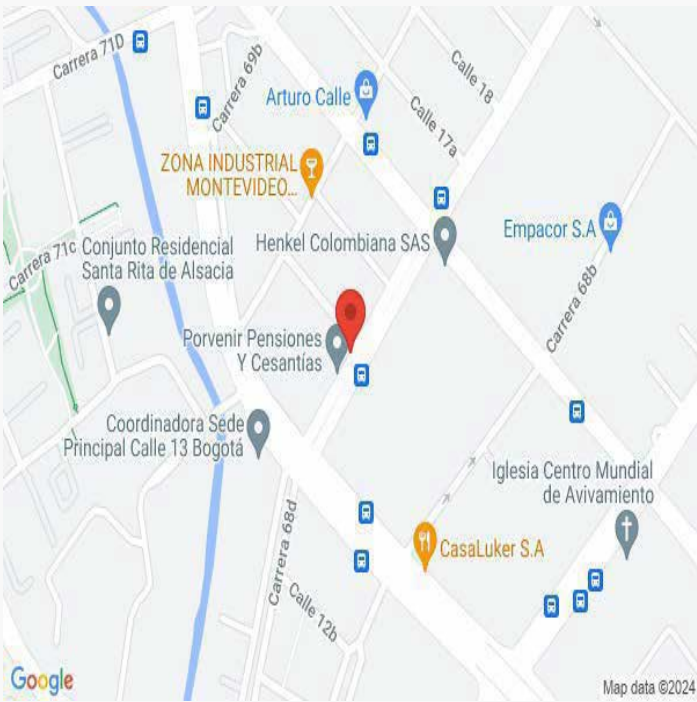 Carrera 71D
Carrera 69b
Calle 18
Arturo Calle
Calle 17a
ZONA INDUSTRIAL
MONTEVIDEO...
Carrera 71c
Conjunto Residencial
Santa Rita de Alsacia
Henkel Colombiana SAS
Empacor S.A
Carrera 68b
Porvenir Pensiones
Y Cesantías
Coordinadora Sede
Principal Calle 13 Bogotá
Iglesia Centro Mundial
de Avivamiento
Carrera 68d
CasaLuker S.A
Calle 12b
Google
Map data ©2024